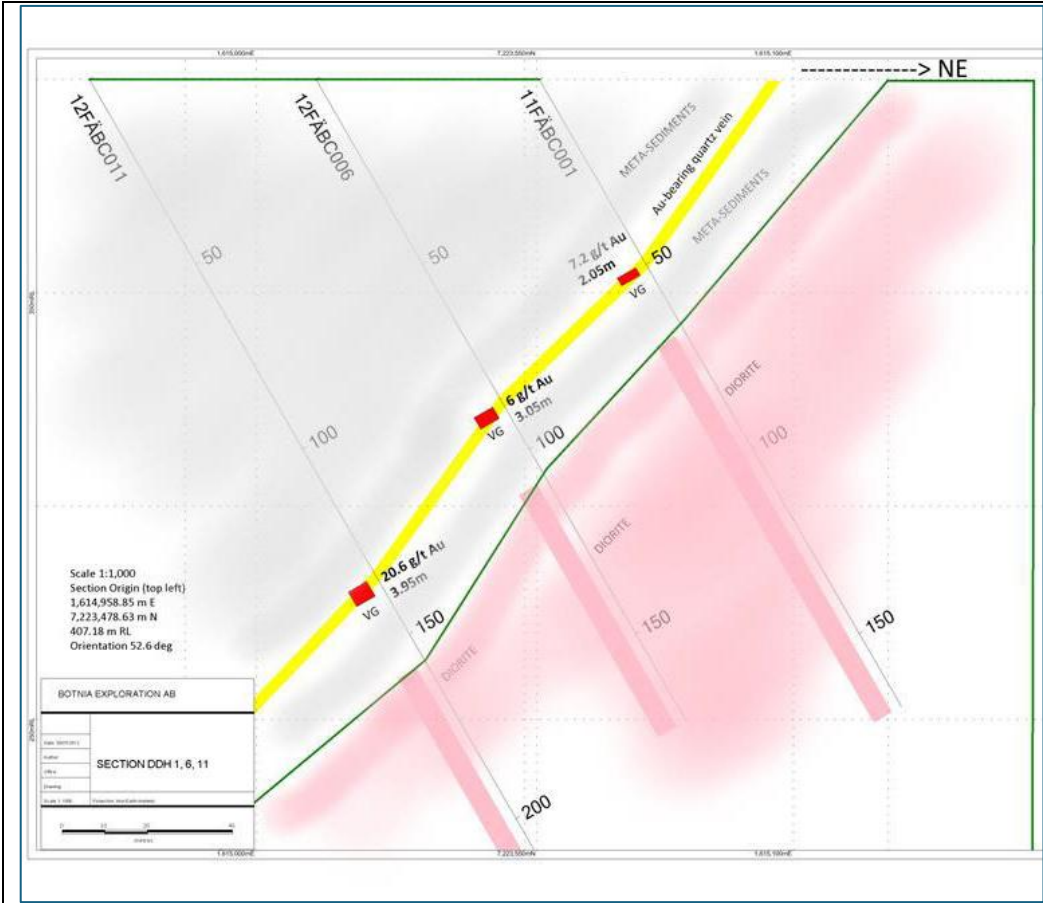 1,615,000mE
7,223,550mN
1,615,100mE
-----------> NE
12FÄBC011
12FÄBC006
11FÄBC001
META-SEDIMENTS
Au-bearing quartz vein
META-SEDIMENTS
50
50
50
7.2 g/t Au
2.05m
VG
6 g/t Au
3.05m
VG
100
100
100
DIORITE
DIORITE
DIORITE
20.6 g/t Au
3.95m
VG
150
150
150
200
Scale 1:1,000
Section Origin (top left)
1,614,958.85 m E
7,223,478.63 m N
407.18 m RL
Orientation 52.6 deg
BOTNIA EXPLORATION AB
SECTION DDH 1, 6, 11
1,615,000mE
7,223,550mN
1,615,100mE